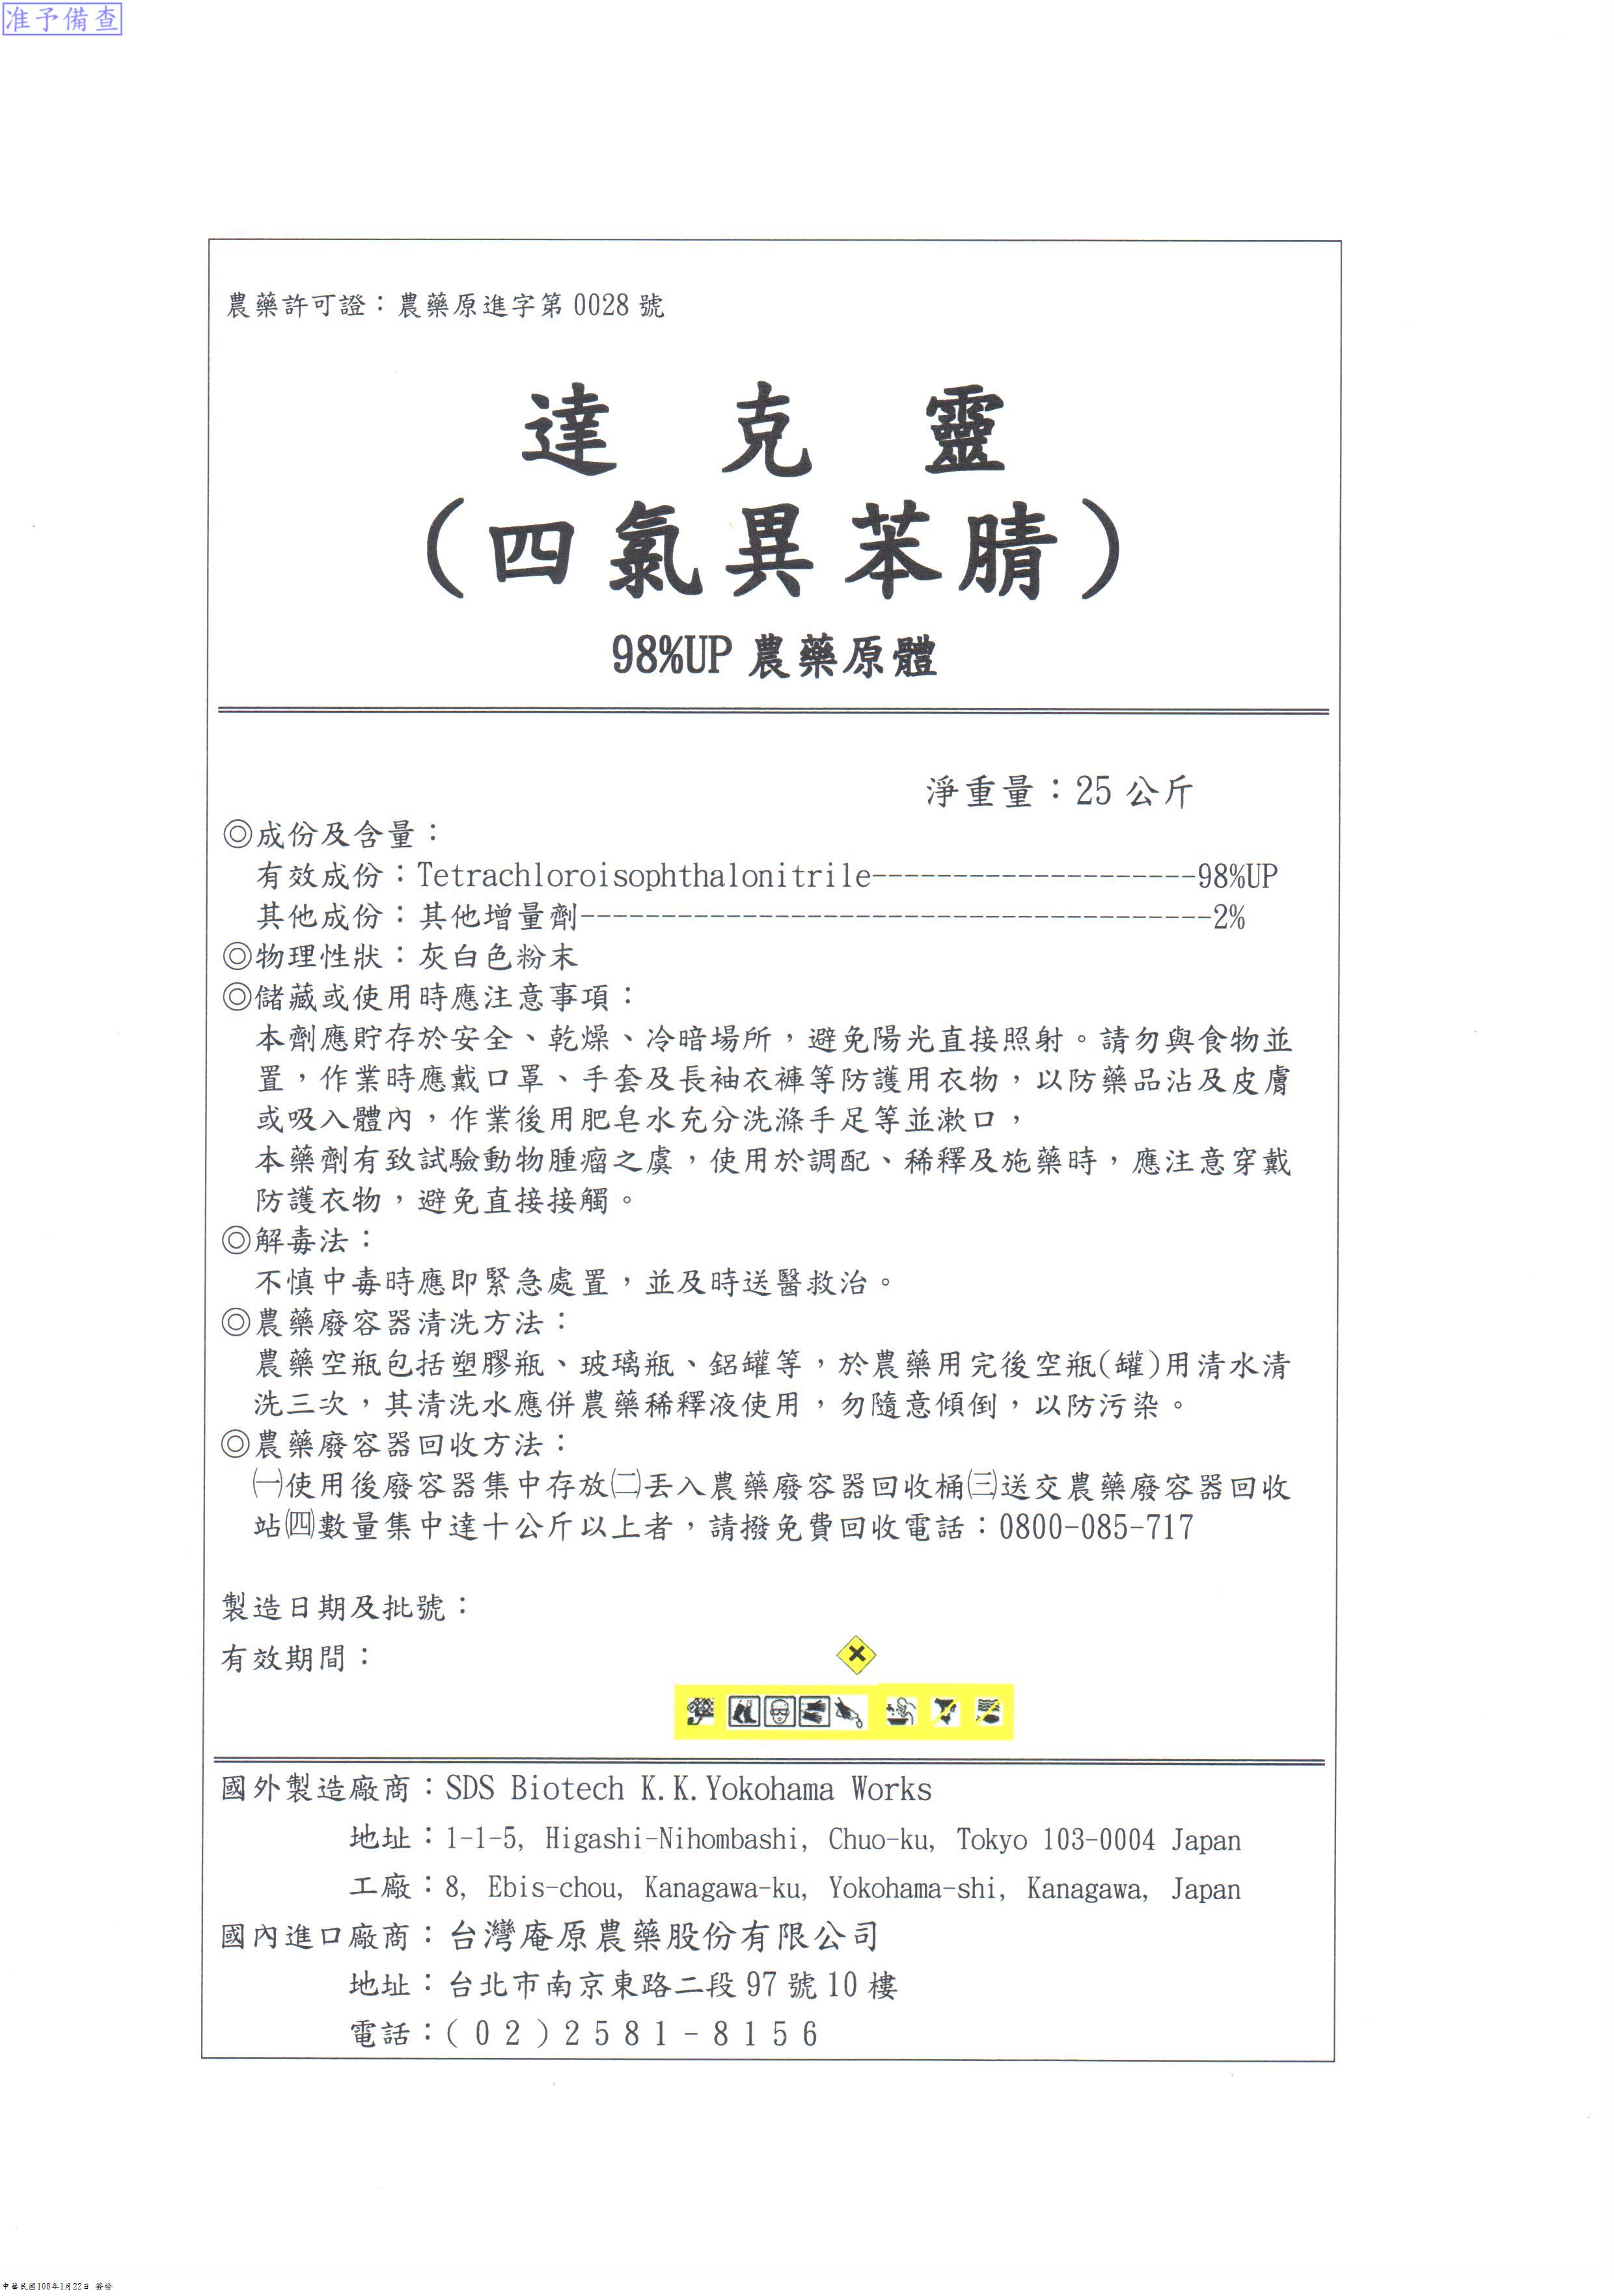 准予備查
農藥許可證：農藥原進字第 0028 號
達 克 靈
(四氯異苯腈)
98%UP 農藥原體
淨重量：25 公斤
◎成份及含量：
有效成份：Tetrachloroisophthalonitrile--------------------98%UP
其他成份：其他增量劑---------------------------------------2%
◎物理性狀：灰白色粉末
◎儲藏或使用時應注意事項：
本劑應貯存於安全、乾燥、冷暗場所，避免陽光直接照射。請勿與食物並
置，作業時應戴口罩、手套及長袖衣褲等防護用衣物，以防藥品沾及皮膚
或吸入體內，作業後用肥皂水充分洗滌手足等並漱口，
本藥劑有致試驗動物腫瘤之虞，使用於調配、稀釋及施藥時，應注意穿戴
防護衣物，避免直接接觸。
◎解毒法：
不慎中毒時應即緊急處置，並及時送醫救治。
◎農藥廢容器清洗方法：
農藥空瓶包括塑膠瓶、玻璃瓶、鋁罐等，於農藥用完後空瓶(罐)用清水清
洗三次，其清洗水應併農藥稀釋液使用，勿隨意傾倒，以防污染。
◎農藥廢容器回收方法：
㈠使用後廢容器集中存放㈡丟入農藥廢容器回收桶㈢送交農藥廢容器回收
站㈣數量集中達十公斤以上者，請撥免費回收電話：0800-085-717
製造日期及批號：
有效期間：
國外製造廠商：SDS Biotech K.K.Yokohama Works
地址：1-1-5, Higashi-Nihombashi, Chuo-ku, Tokyo 103-0004 Japan
工廠：8, Ebis-chou, Kanagawa-ku, Yokohama-shi, Kanagawa, Japan
國內進口廠商：台灣庵原農藥股份有限公司
地址：台北市南京東路二段 97 號 10 樓
電話：(02)2581-8156
中華民國108年1月22日 簽發